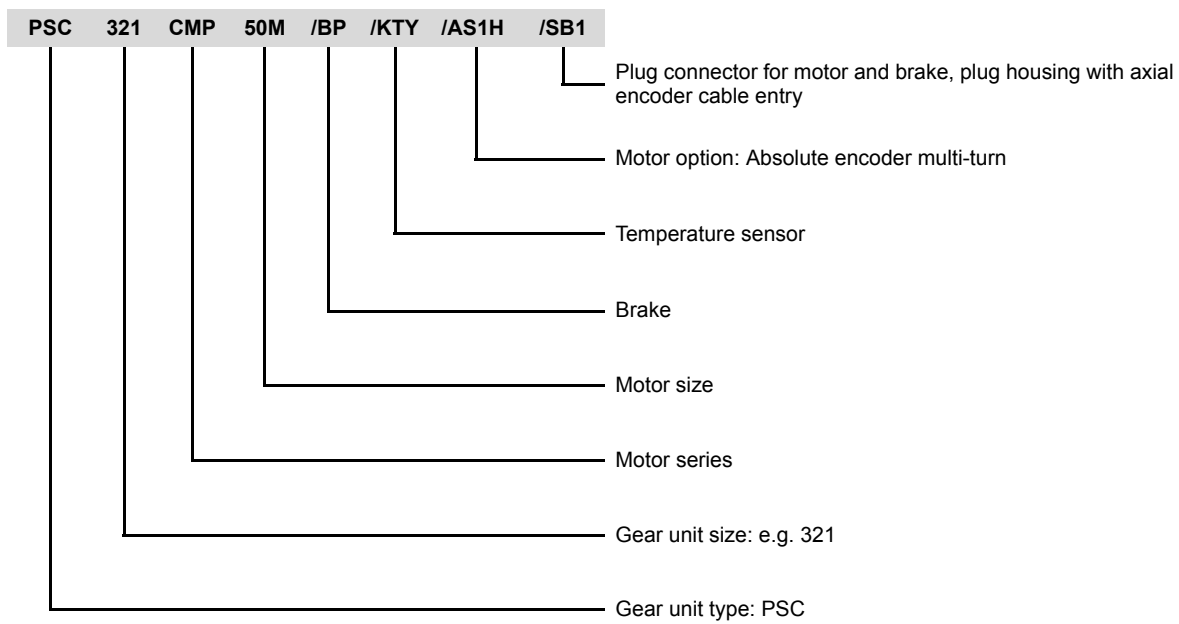 PSC 321 CMP 50M /BP /KTY /AS1H /SB1
Plug connector for motor and brake, plug housing with axial
encoder cable entry
Motor option: Absolute encoder multi-turn
Temperature sensor
Brake
Motor size
Motor series
Gear unit size: e.g. 321
Gear unit type: PSC